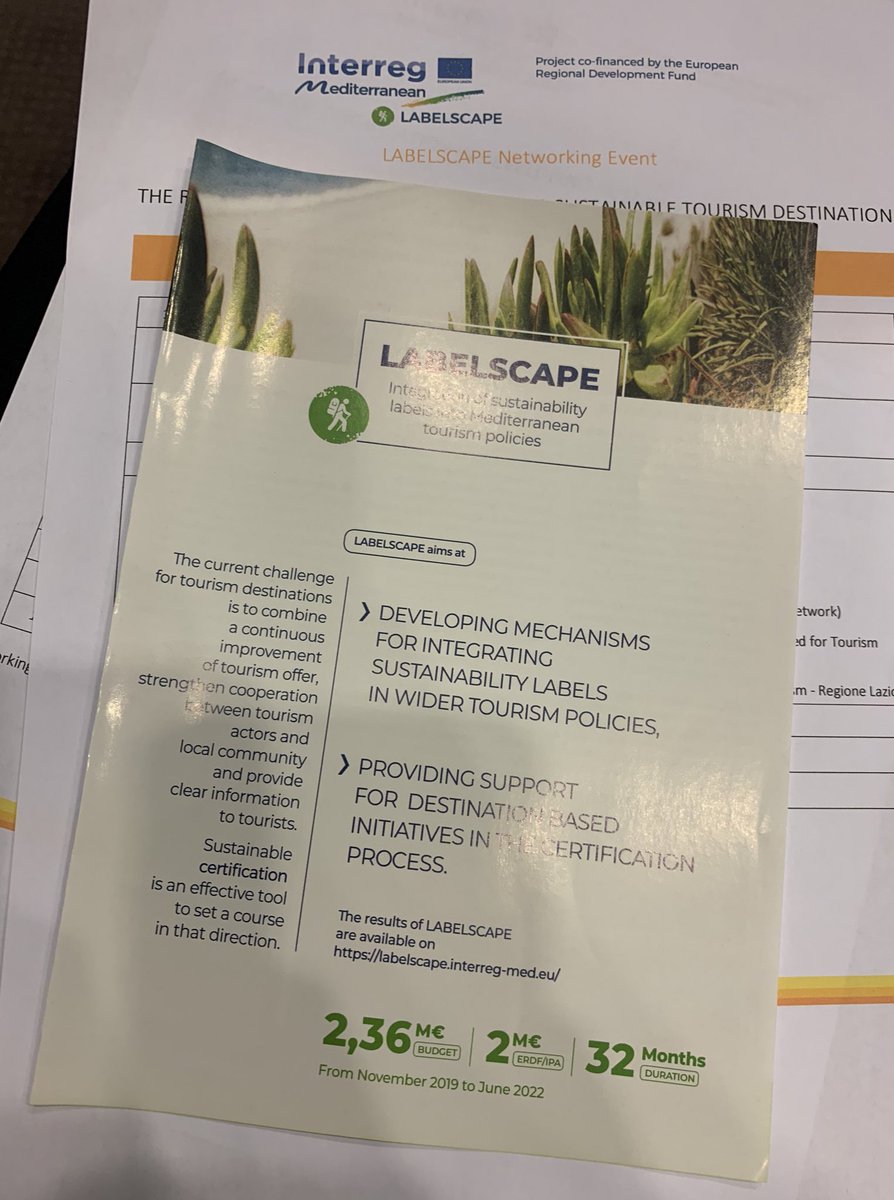 Interreg
EUROPEAN UNION
Mediterranean
LABELSCAPE
Project co-financed by the European
Regional Development Fund
LABELSCAPE Networking Event
THE
SUSTAINABLE TOURISM DESTINATION
LABELSCAPE
Integration of sustainability
labels into Mediterranean
tourism policies
LABELSCAPE aims at
The current challenge
for tourism destinations
is to combine
a continuous
improvement
of tourism offer,
strengthen cooperation
between tourism
actors and
local community
and provide
clear information
to tourists.
Sustainable
certification
is an effective tool
to set a course
in that direction.
❯ DEVELOPING MECHANISMS
FOR INTEGRATING
SUSTAINABILITY LABELS
IN WIDER TOURISM POLICIES,
❯ PROVIDING SUPPORT
FOR DESTINATION BASED
INITIATIVES IN THE CERTIFICATION
PROCESS.
The results of LABELSCAPE
are available on
https://labelscape.interreg-med.eu/
2,36 M€ BUDGET
2 M€ ERDF/IPA
32 Months DURATION
From November 2019 to June 2022
etwork)
ed for Tourism
m - Regione Lazio
rking